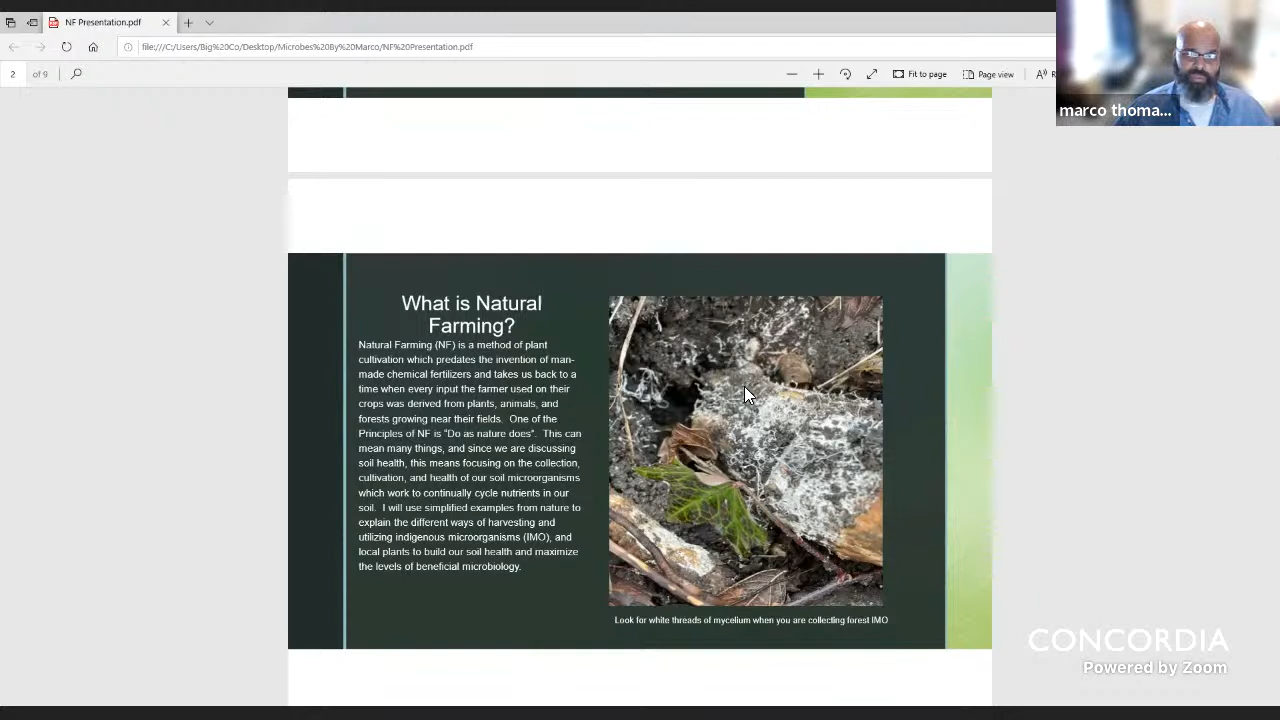 NF Presentation.pdf
file:///C:/Users/Big%20Co/Desktop/Microbes%20By%20Marco/NF%20Presentation.pdf
2 of 9
Fit to page
Page view
marco thoma...
What is Natural
Farming?
Natural Farming (NF) is a method of plant
cultivation which predates the invention of man-
made chemical fertilizers and takes us back to a
time when every input the farmer used on their
crops was derived from plants, animals, and
forests growing near their fields. One of the
Principles of NF is "Do as nature does". This can
mean many things, and since we are discussing
soil health, this means focusing on the collection,
cultivation, and health of our soil microorganisms
which work to continually cycle nutrients in our
soil. I will use simplified examples from nature to
explain the different ways of harvesting and
utilizing indigenous microorganisms (IMO), and
local plants to build our soil health and maximize
the levels of beneficial microbiology.
Look for white threads of mycelium when you are collecting forest IMO
CONCORDIA
Powered by Zoom